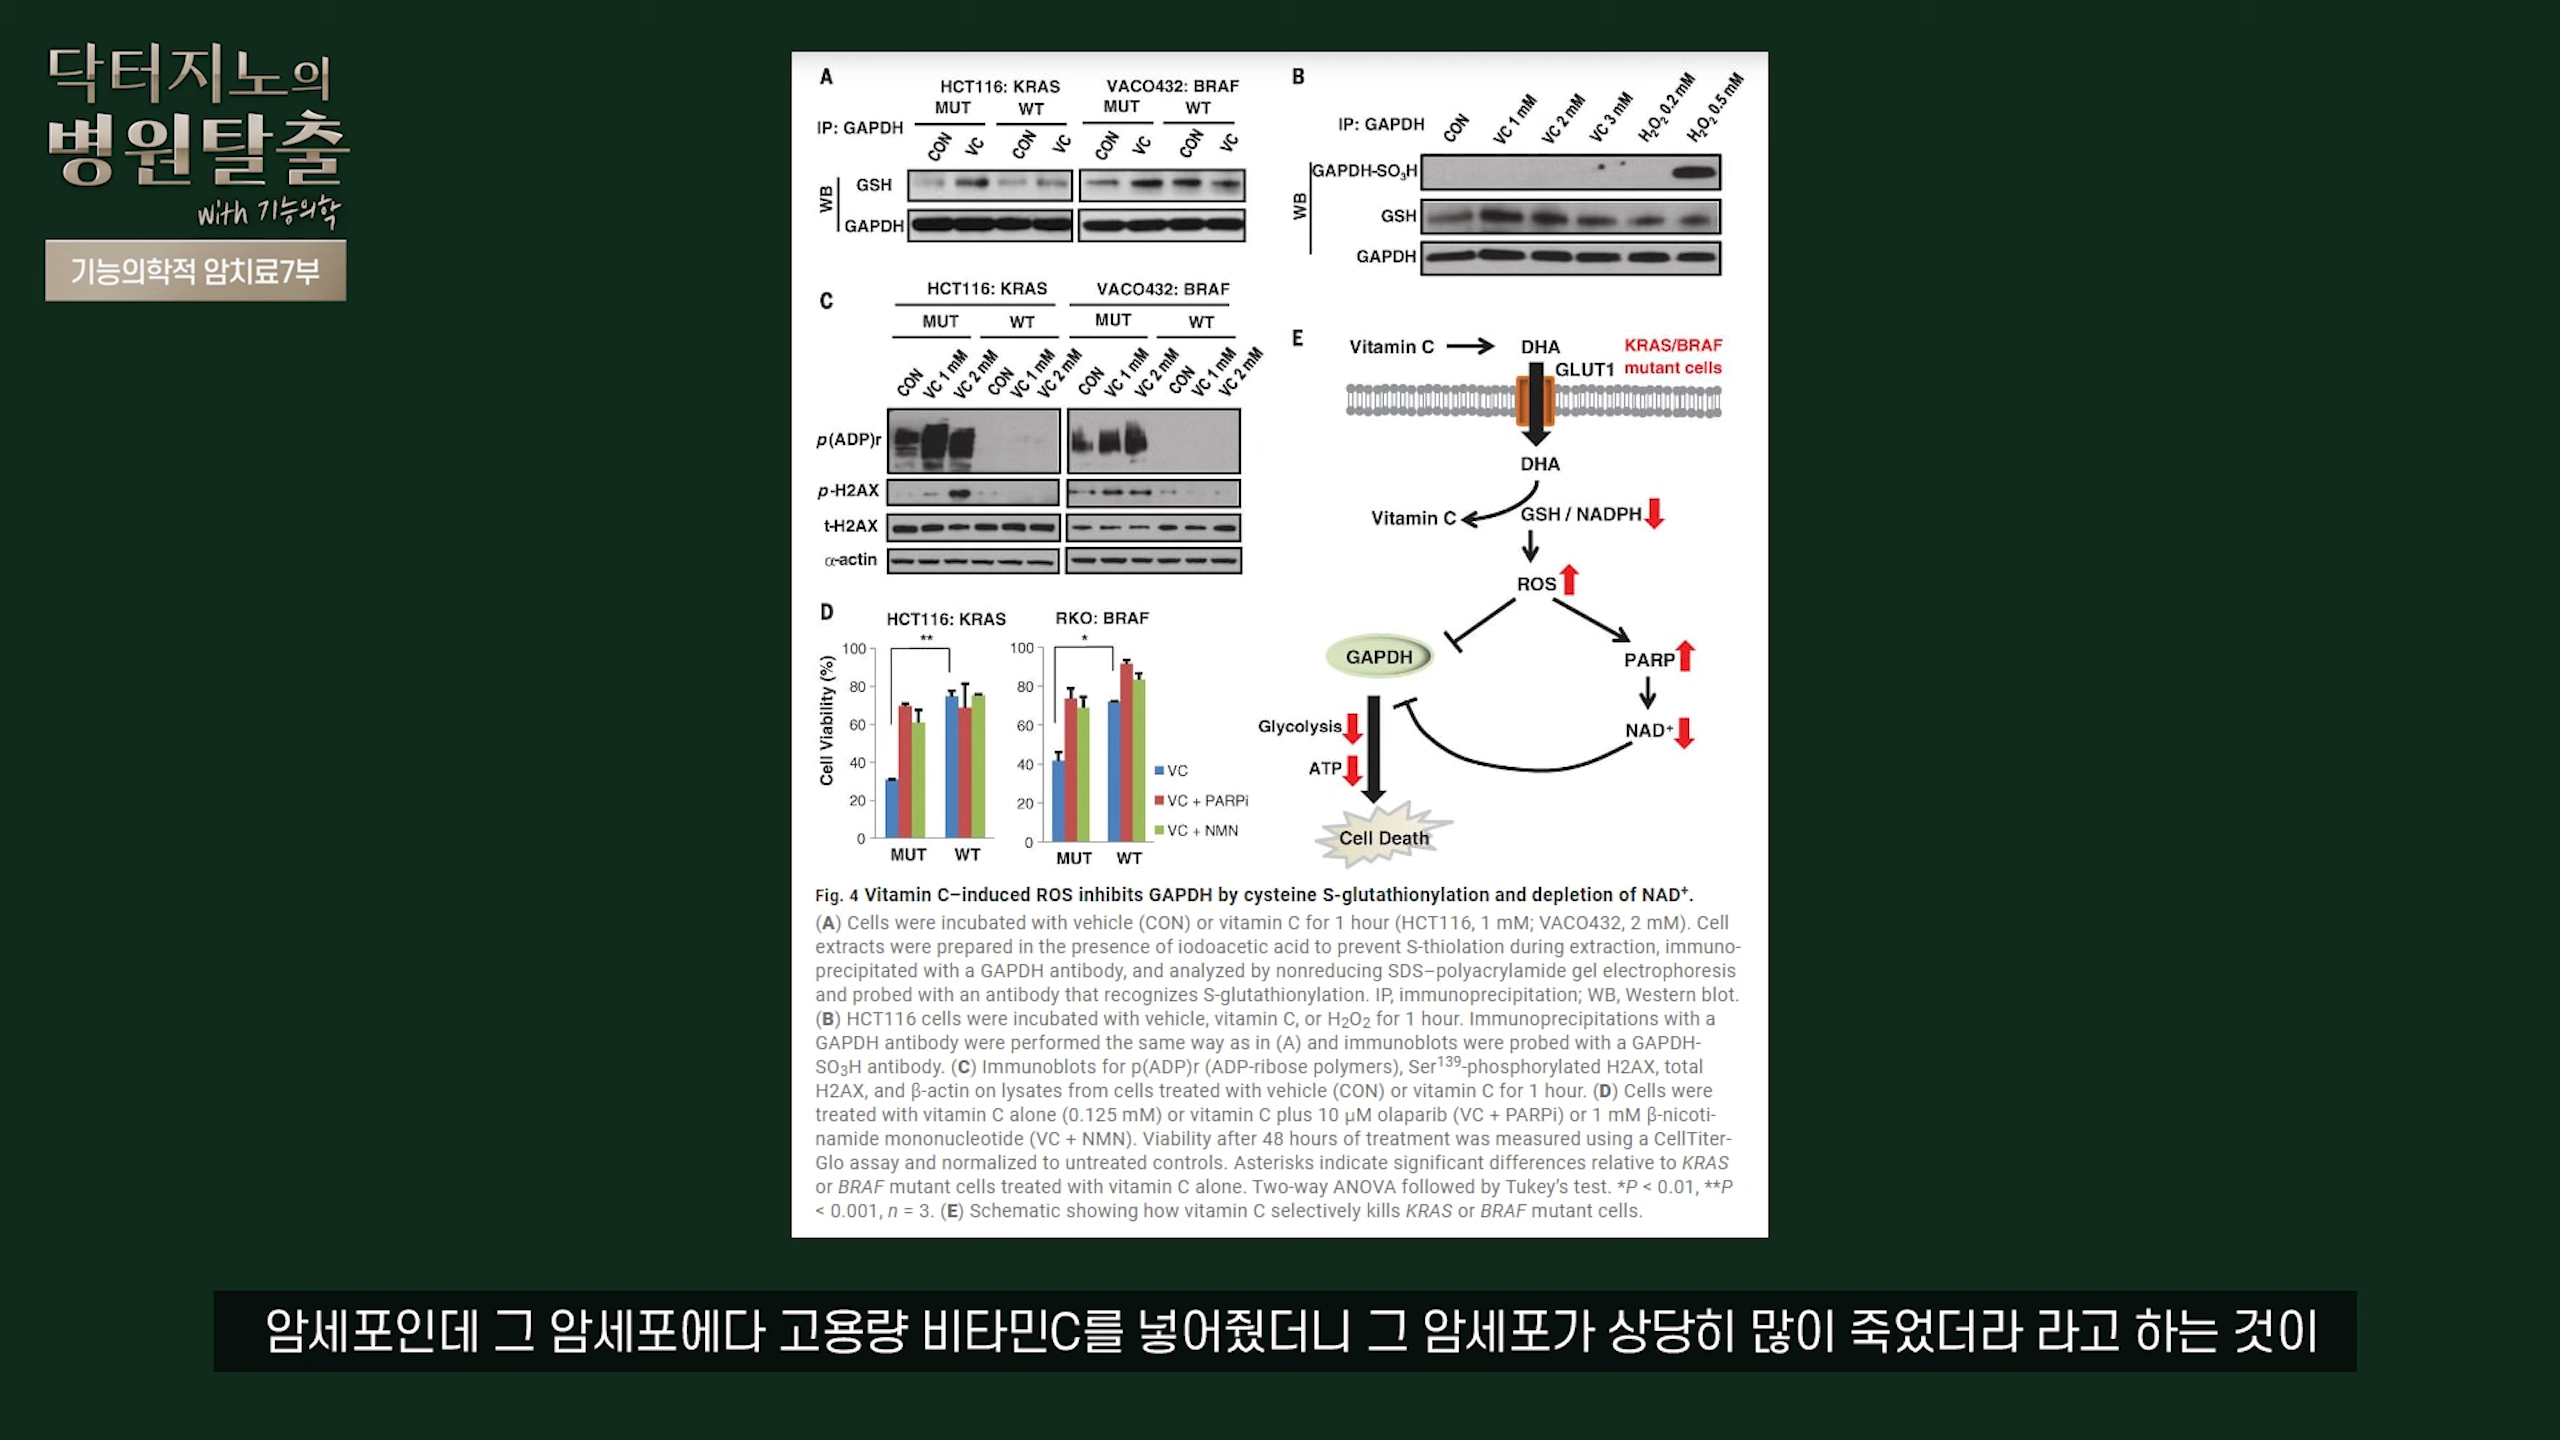 닥터지노의
병원탈출
with 기능의학
기능의학적 암치료7부
A
HCT116: KRAS
VACO432: BRAF
MUT WT MUT WT
IP: GAPDH
CON VC CON VC CON VC CON VC
WB
GSH
GAPDH
B
IP: GAPDH
CON VC 1 mM VC 2 mM VC 3 mM H₂O₂ 0.2 mM H₂O₂ 0.5 mM
WB
GAPDH-SO₃H
GSH
GAPDH
C
HCT116: KRAS VACO432: BRAF
MUT WT MUT WT
CON VC 1 mM VC 2 mM CON VC 1 mM VC 2 mM CON VC 1 mM VC 2 mM CON VC 1 mM VC 2 mM
p(ADP)r
p-H2AX
t-H2AX
α-actin
D
HCT116: KRAS
**
Cell Viability (%)
100
80
60
40
20
0
MUT WT
RKO: BRAF
*
100
80
60
40
20
0
MUT WT
VC
VC + PARPi
VC + NMN
E
Vitamin C DHA
KRAS/BRAF
mutant cells
GLUT1
DHA
Vitamin C GSH / NADPH
ROS
GAPDH PARP
Glycolysis NAD⁺
ATP
Cell Death
Fig. 4 Vitamin C–induced ROS inhibits GAPDH by cysteine S-glutathionylation and depletion of NAD⁺.
(A) Cells were incubated with vehicle (CON) or vitamin C for 1 hour (HCT116, 1 mM; VACO432, 2 mM). Cell
extracts were prepared in the presence of iodoacetic acid to prevent S-thiolation during extraction, immuno-
precipitated with a GAPDH antibody, and analyzed by nonreducing SDS–polyacrylamide gel electrophoresis
and probed with an antibody that recognizes S-glutathionylation. IP, immunoprecipitation; WB, Western blot.
(B) HCT116 cells were incubated with vehicle, vitamin C, or H₂O₂ for 1 hour. Immunoprecipitations with a
GAPDH antibody were performed the same way as in (A) and immunoblots were probed with a GAPDH-
SO₃H antibody. (C) Immunoblots for p(ADP)r (ADP-ribose polymers), Ser¹³⁹-phosphorylated H2AX, total
H2AX, and β-actin on lysates from cells treated with vehicle (CON) or vitamin C for 1 hour. (D) Cells were
treated with vitamin C alone (0.125 mM) or vitamin C plus 10 μM olaparib (VC + PARPi) or 1 mM β-nicoti-
namide mononucleotide (VC + NMN). Viability after 48 hours of treatment was measured using a CellTiter-
Glo assay and normalized to untreated controls. Asterisks indicate significant differences relative to KRAS
or BRAF mutant cells treated with vitamin C alone. Two-way ANOVA followed by Tukey's test. *P < 0.01, **P
< 0.001, n = 3. (E) Schematic showing how vitamin C selectively kills KRAS or BRAF mutant cells.
암세포인데 그 암세포에다 고용량 비타민C를 넣어줬더니 그 암세포가 상당히 많이 죽었더라 라고 하는 것이